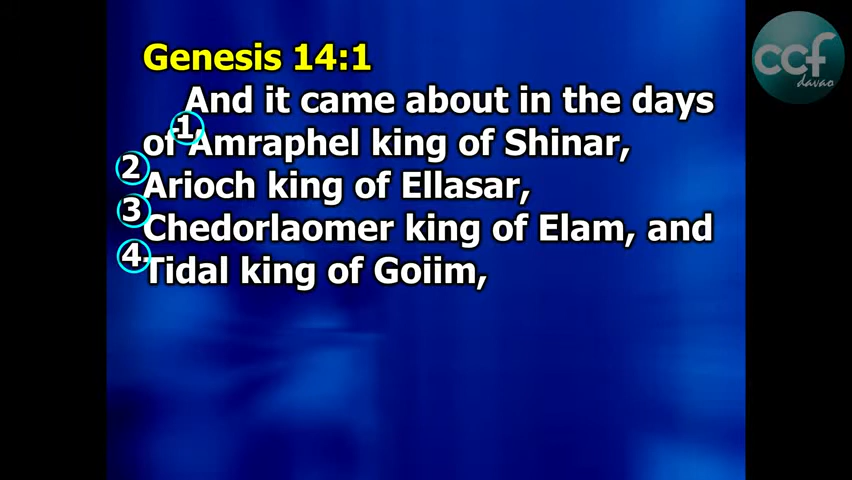 Genesis 14:1
And it came about in the days
of 1 Amraphel king of Shinar,
2 Arioch king of Ellasar,
3 Chedorlaomer king of Elam, and
4 Tidal king of Goiim,
ccf
davao